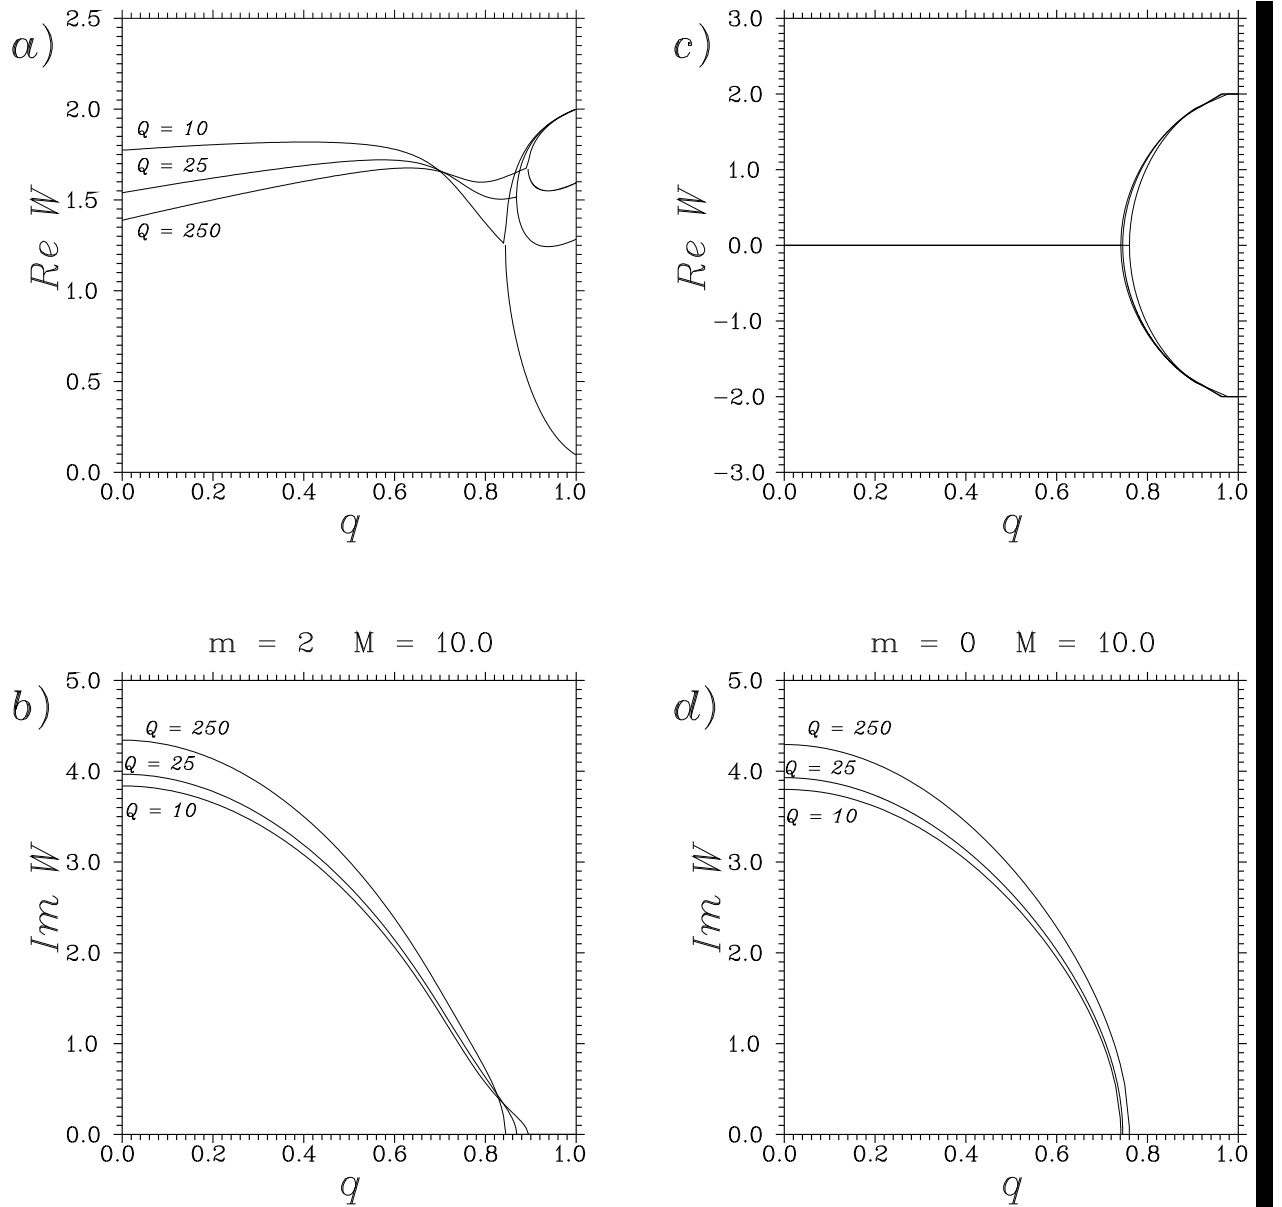 a)
2.5
2.0
1.5
1.0
0.5
0.0
Re W
Q = 10
Q = 25
Q = 250
0.0 0.2 0.4 0.6 0.8 1.0
q
c)
3.0
2.0
1.0
0.0
−1.0
−2.0
−3.0
Re W
0.0 0.2 0.4 0.6 0.8 1.0
q
m = 2 M = 10.0
b)
5.0
4.0
3.0
2.0
1.0
0.0
Im W
Q = 250
Q = 25
Q = 10
0.0 0.2 0.4 0.6 0.8 1.0
q
m = 0 M = 10.0
d)
5.0
4.0
3.0
2.0
1.0
0.0
Im W
Q = 250
Q = 25
Q = 10
0.0 0.2 0.4 0.6 0.8 1.0
q